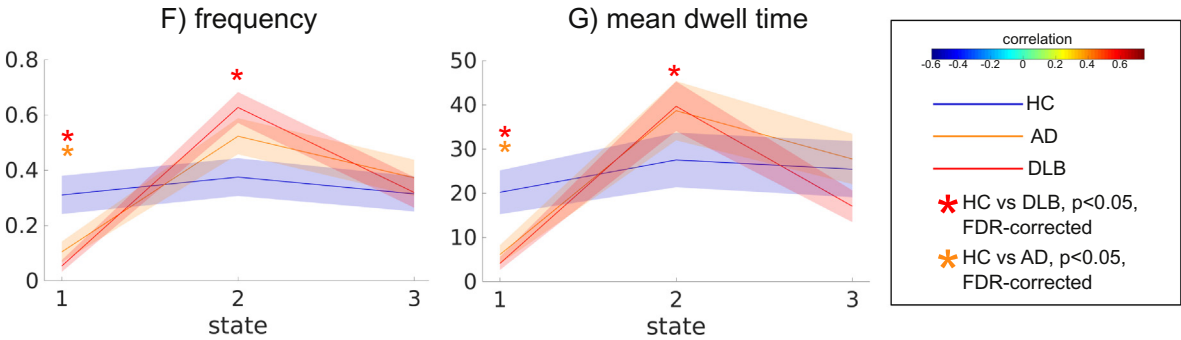 F) frequency
0.8
0.6
0.4
0.2
0
*
*
*
1
2
3
state
G) mean dwell time
50
40
30
20
10
0
*
*
*
1
2
3
state
correlation
-0.6 -0.4 -0.2 0 0.2 0.4 0.6
HC
AD
DLB
* HC vs DLB, p<0.05,
FDR-corrected
* HC vs AD, p<0.05,
FDR-corrected